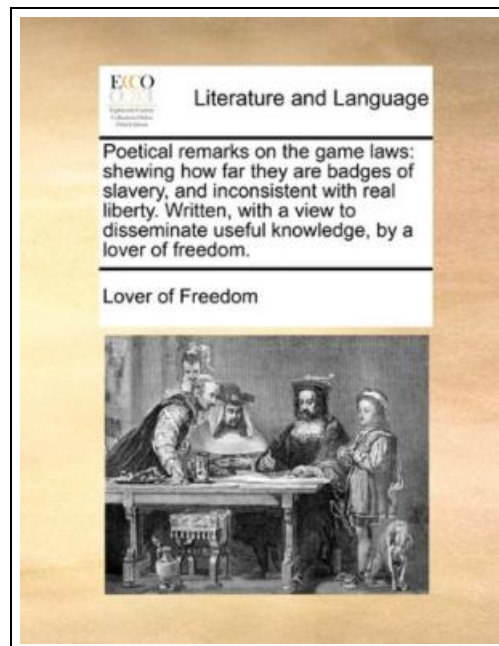 ECCO
Literature and Language
Poetical remarks on the game laws:
shewing how far they are badges of
slavery, and inconsistent with real
liberty. Written, with a view to
disseminate useful knowledge, by a
lover of freedom.
Lover of Freedom